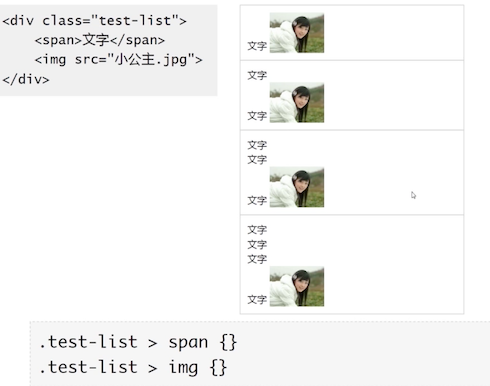 <div class="test-list">
<span>文字</span>
<img src="小公主.jpg">
</div>
文字
文字
文字
文字
文字
文字
文字
文字
文字
文字
.test-list > span {}
.test-list > img {}